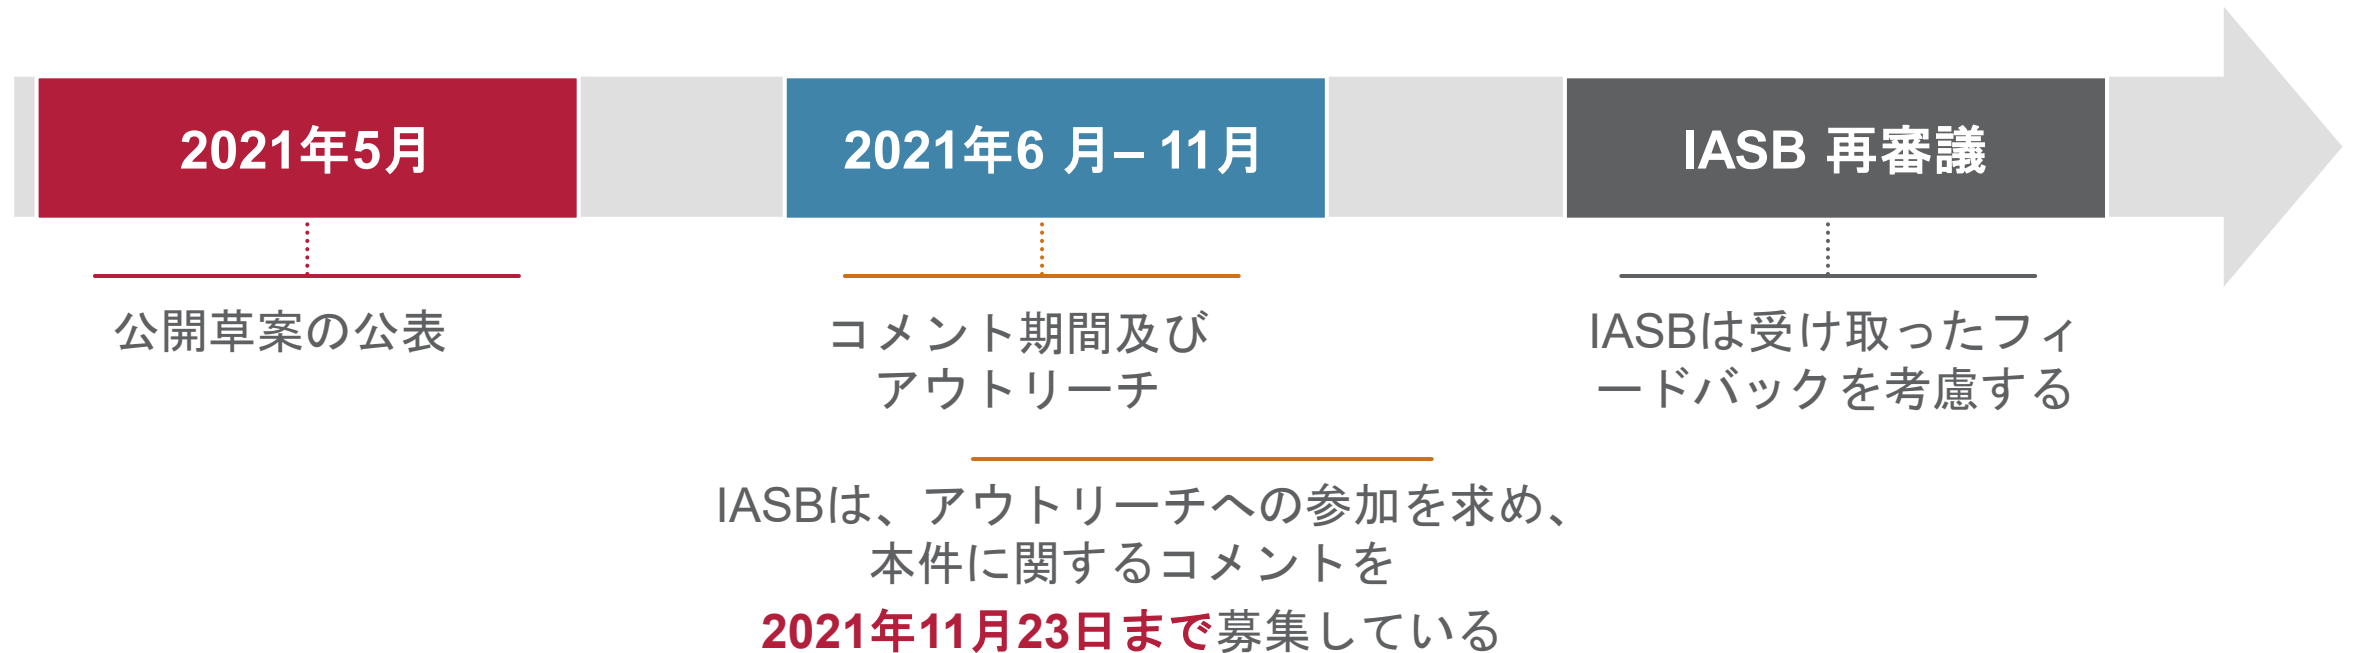 2021年5月
2021年6 月– 11月
IASB 再審議
公開草案の公表
コメント期間及び
アウトリーチ
IASBは受け取ったフィ
ードバックを考慮する
IASBは、アウトリーチへの参加を求め、
本件に関するコメントを
2021年11月23日まで募集している